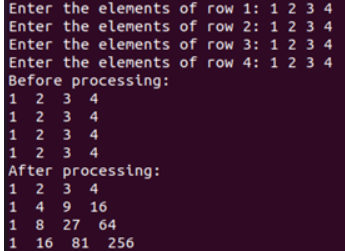 Enter the elements of row 1: 1 2 3 4
Enter the elements of row 2: 1 2 3 4
Enter the elements of row 3: 1 2 3 4
Enter the elements of row 4: 1 2 3 4
Before processing:
1  2  3  4
1  2  3  4
1  2  3  4
1  2  3  4
After processing:
1  2  3  4
1  4  9  16
1  8  27  64
1  16  81  256